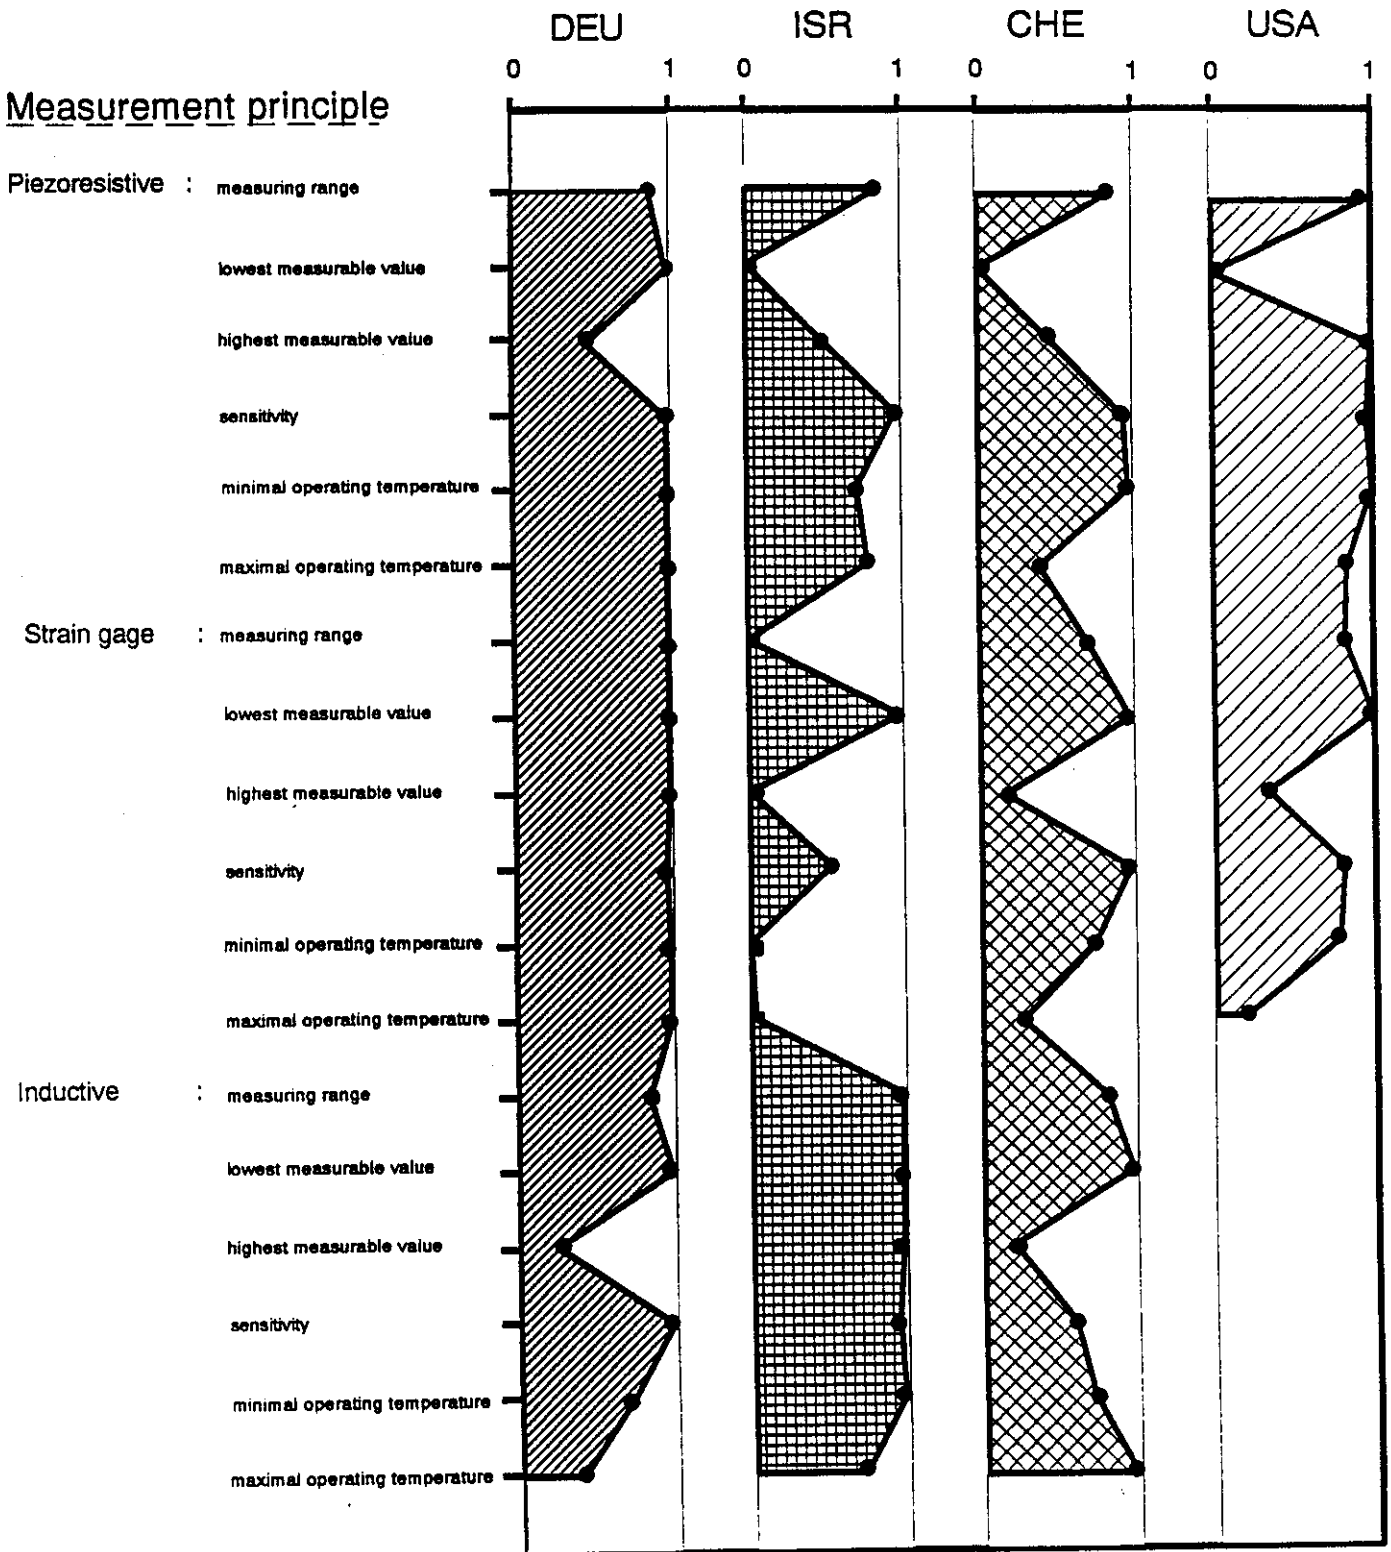 DEU ISR CHE USA
0 1 0 1 0 1 0 1
Measurement principle
Piezoresistive : measuring range
lowest measurable value
highest measurable value
sensitivity
minimal operating temperature
maximal operating temperature
Strain gage : measuring range
lowest measurable value
highest measurable value
sensitivity
minimal operating temperature
maximal operating temperature
Inductive : measuring range
lowest measurable value
highest measurable value
sensitivity
minimal operating temperature
maximal operating temperature